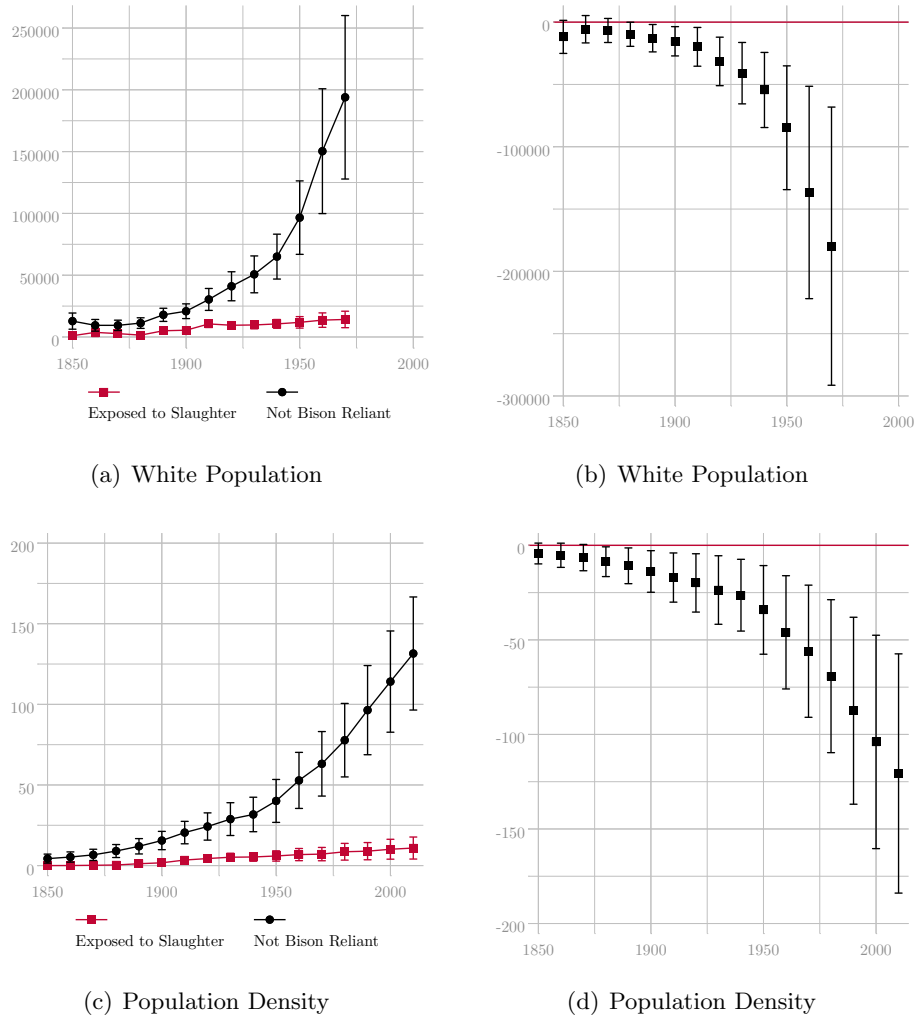 250000
200000
150000
100000
50000
0
1850 1900 1950 2000
Exposed to Slaughter Not Bison Reliant
(a) White Population
0
-100000
-200000
-300000
1850 1900 1950 2000
(b) White Population
200
150
100
50
0
1850 1900 1950 2000
Exposed to Slaughter Not Bison Reliant
(c) Population Density
0
-50
-100
-150
-200
1850 1900 1950 2000
(d) Population Density